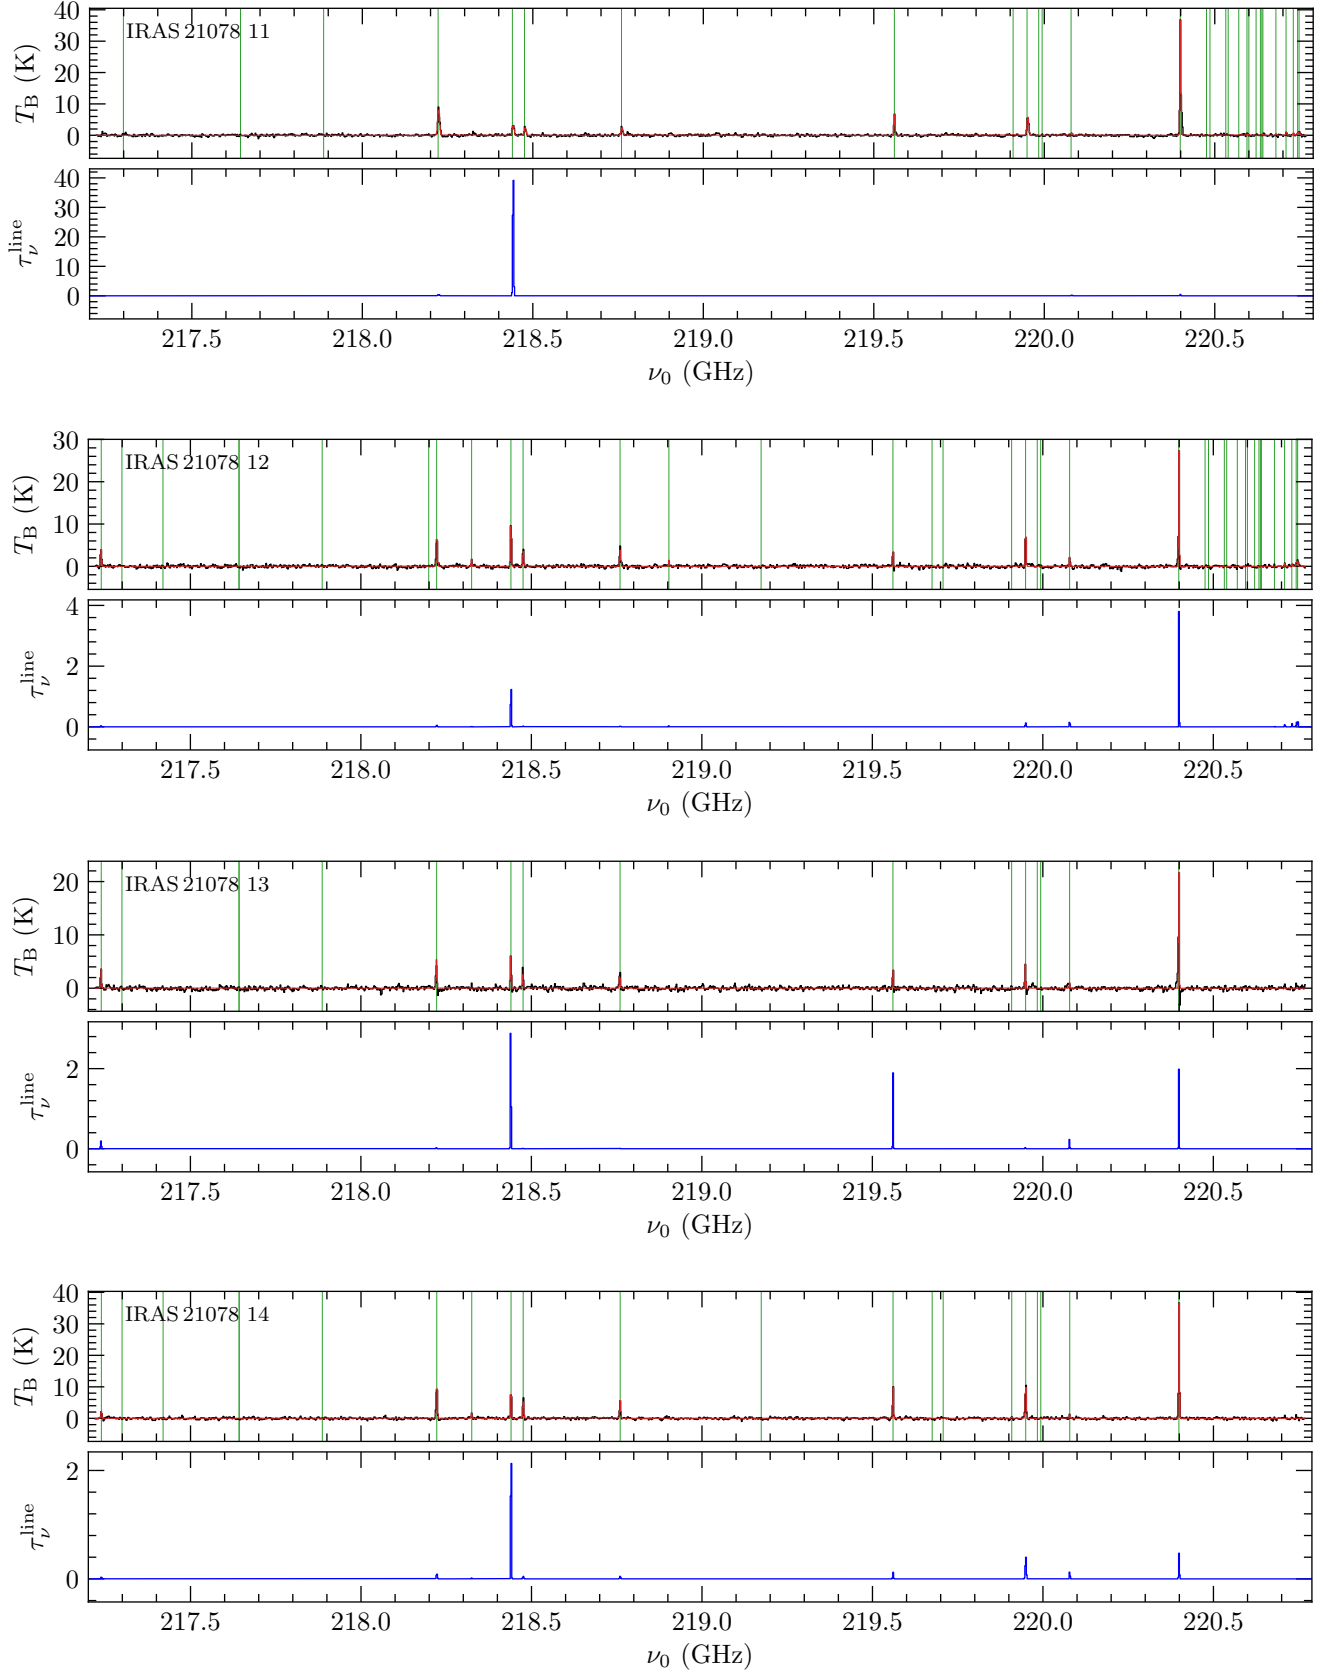 IRAS 21078 11
T_B (K)
40
30
20
10
0
τ_ν^line
40
30
20
10
0
217.5 218.0 218.5 219.0 219.5 220.0 220.5
ν_0 (GHz)
IRAS 21078 12
T_B (K)
30
20
10
0
τ_ν^line
4
2
0
217.5 218.0 218.5 219.0 219.5 220.0 220.5
ν_0 (GHz)
IRAS 21078 13
T_B (K)
20
10
0
τ_ν^line
2
0
217.5 218.0 218.5 219.0 219.5 220.0 220.5
ν_0 (GHz)
IRAS 21078 14
T_B (K)
40
30
20
10
0
τ_ν^line
2
0
217.5 218.0 218.5 219.0 219.5 220.0 220.5
ν_0 (GHz)